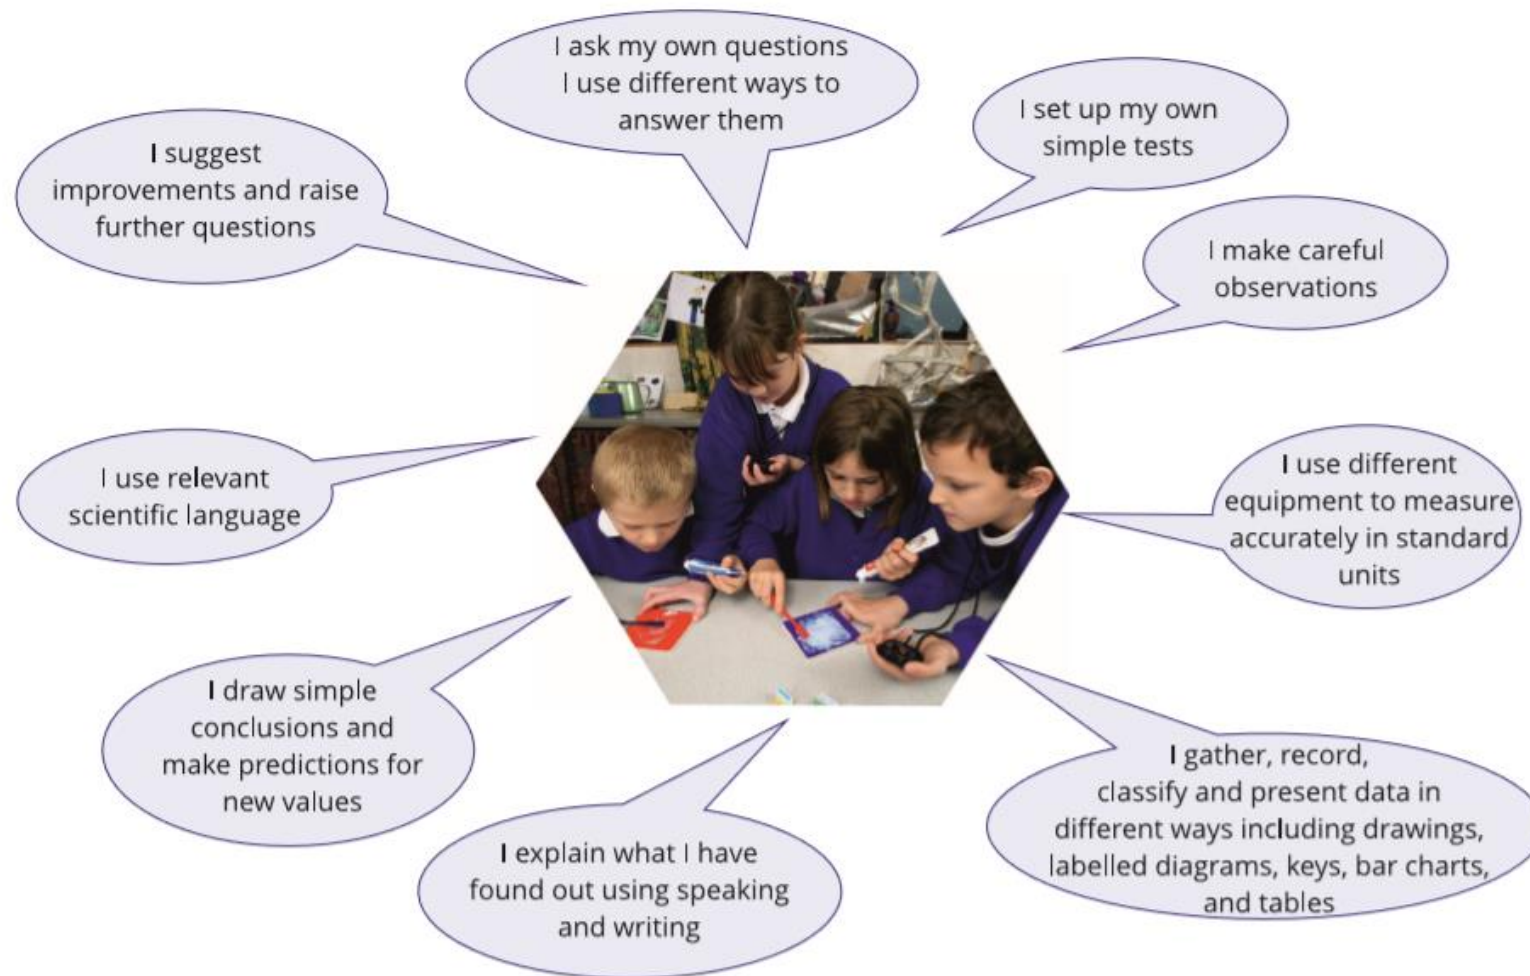 I ask my own questions
I use different ways to
answer them
I set up my own
simple tests
I make careful
observations
I use different
equipment to measure
accurately in standard
units
I gather, record,
classify and present data in
different ways including drawings,
labelled diagrams, keys, bar charts,
and tables
I explain what I have
found out using speaking
and writing
I draw simple
conclusions and
make predictions for
new values
I use relevant
scientific language
I suggest
improvements and raise
further questions